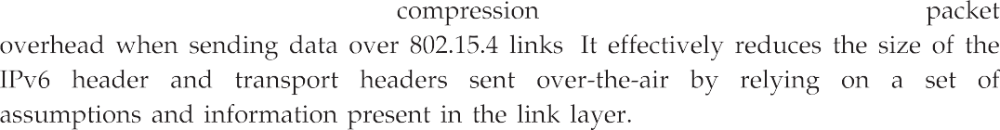 compression packet
overhead when sending data over 802.15.4 links It effectively reduces the size of the
IPv6 header and transport headers sent over-the-air by relying on a set of
assumptions and information present in the link layer.